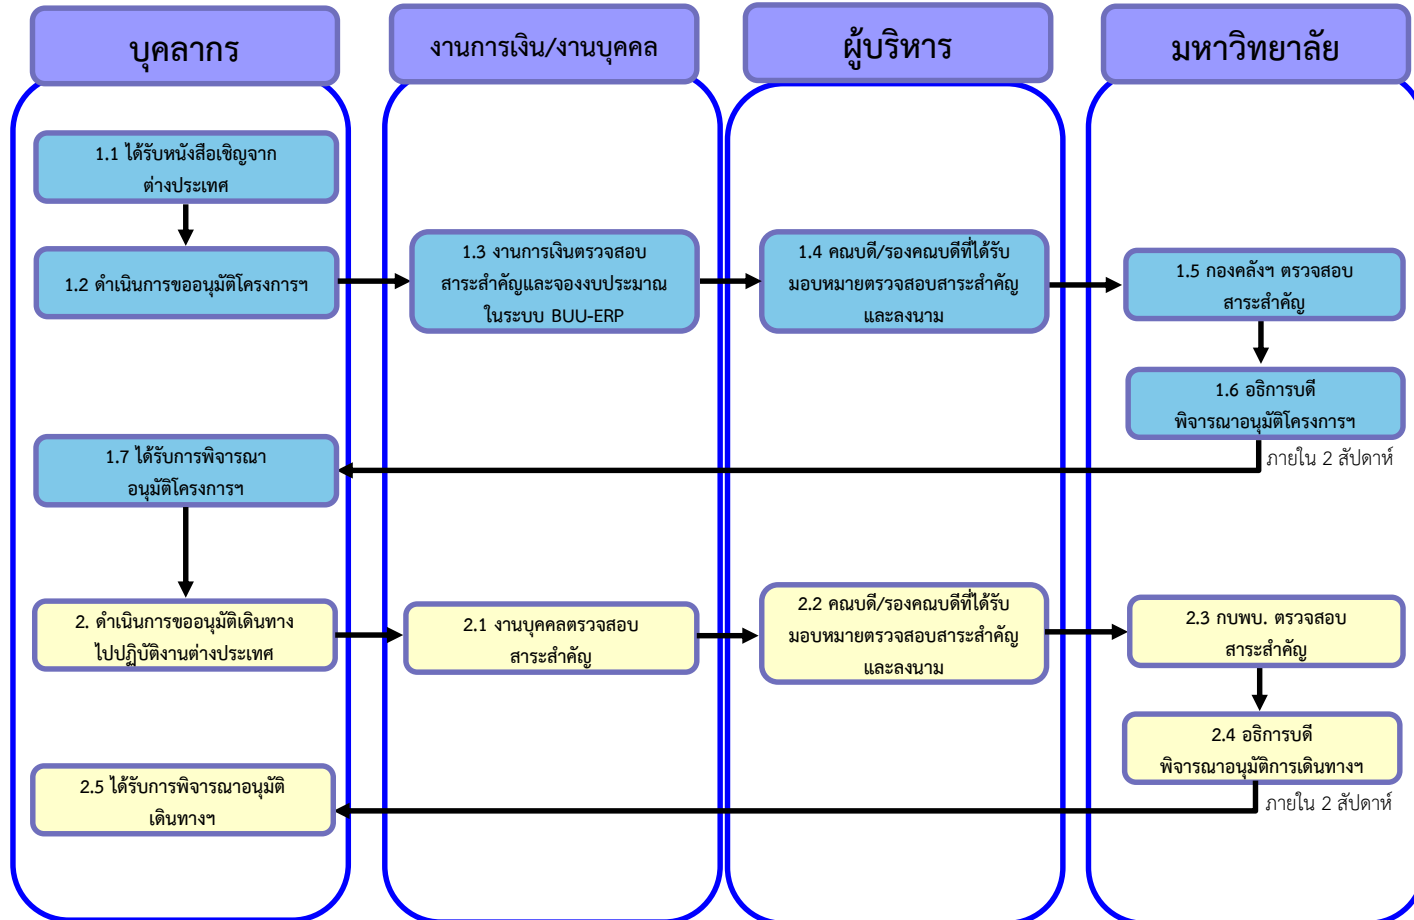 บุคลากร
งานการเงิน/งานบุคคล
ผู้บริหาร
มหาวิทยาลัย
1.1 ได้รับหนังสือเชิญจาก
ต่างประเทศ
1.2 ดำเนินการขออนุมัติโครงการฯ
1.3 งานการเงินตรวจสอบ
สาระสำคัญและจองงบประมาณ
ในระบบ BUU-ERP
1.4 คณบดี/รองคณบดีที่ได้รับ
มอบหมายตรวจสอบสาระสำคัญ
และลงนาม
1.5 กองคลังฯ ตรวจสอบ
สาระสำคัญ
1.6 อธิการบดี
พิจารณาอนุมัติโครงการฯ
ภายใน 2 สัปดาห์
1.7 ได้รับการพิจารณา
อนุมัติโครงการฯ
2. ดำเนินการขออนุมัติเดินทาง
ไปปฏิบัติงานต่างประเทศ
2.1 งานบุคคลตรวจสอบ
สาระสำคัญ
2.2 คณบดี/รองคณบดีที่ได้รับ
มอบหมายตรวจสอบสาระสำคัญ
และลงนาม
2.3 กบพบ. ตรวจสอบ
สาระสำคัญ
2.4 อธิการบดี
พิจารณาอนุมัติการเดินทางฯ
ภายใน 2 สัปดาห์
2.5 ได้รับการพิจารณาอนุมัติ
เดินทางฯ